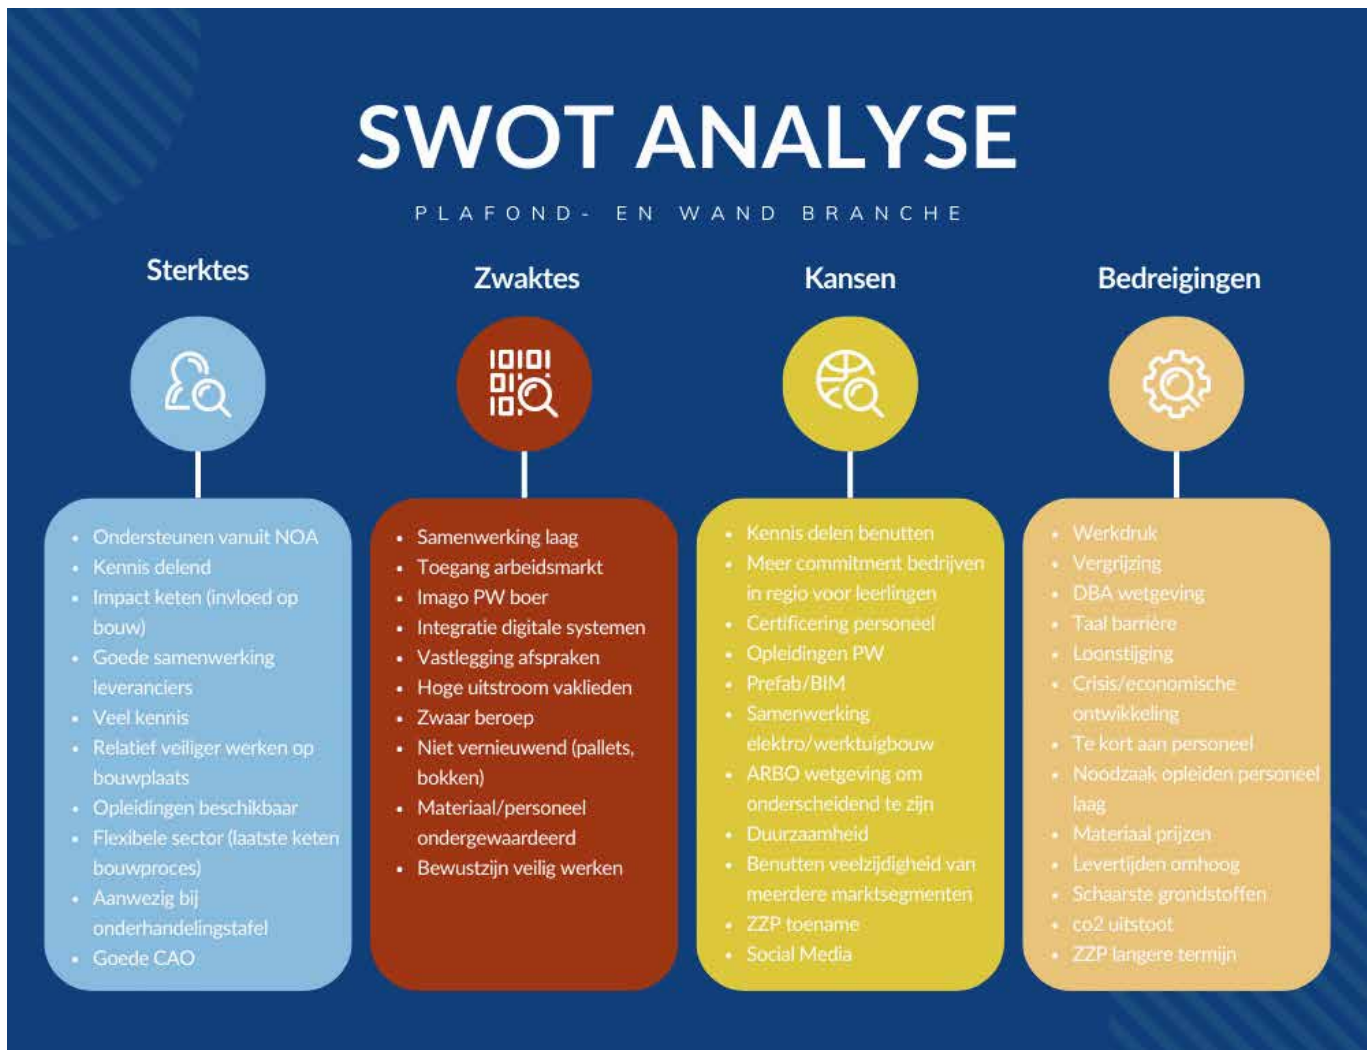 SWOT ANALYSE
PLAFOND- EN WAND BRANCHE
Sterktes
• Ondersteunen vanuit NOA
• Kennis delend
• Impact keten (invloed op
bouw)
• Goede samenwerking
leveranciers
• Veel kennis
• Relatief veiliger werken op
bouwplaats
• Opleidingen beschikbaar
• Flexibele sector (laatste keten
bouwproces)
• Aanwezig bij
onderhandelingstafel
• Goede CAO
Zwaktes
10101
01
10
• Samenwerking laag
• Toegang arbeidsmarkt
• Imago PW boer
• Integratie digitale systemen
• Vastlegging afspraken
• Hoge uitstroom vaklieden
• Zwaar beroep
• Niet vernieuwend (pallets,
bokken)
• Materiaal/personeel
ondergewaardeerd
• Bewustzijn veilig werken
Kansen
• Kennis delen benutten
• Meer commitment bedrijven
in regio voor leerlingen
• Certificering personeel
• Opleidingen PW
• Prefab/BIM
• Samenwerking
elektro/werktuigbouw
• ARBO wetgeving om
onderscheidend te zijn
• Duurzaamheid
• Benutten veelzijdigheid van
meerdere marktsegmenten
• ZZP toename
• Social Media
Bedreigingen
• Werkdruk
• Vergrijzing
• DBA wetgeving
• Taal barrière
• Loonstijging
• Crisis/economische
ontwikkeling
• Te kort aan personeel
• Noodzaak opleiden personeel
laag
• Materiaal prijzen
• Levertijden omhoog
• Schaarste grondstoffen
• co2 uitstoot
• ZZP langere termijn